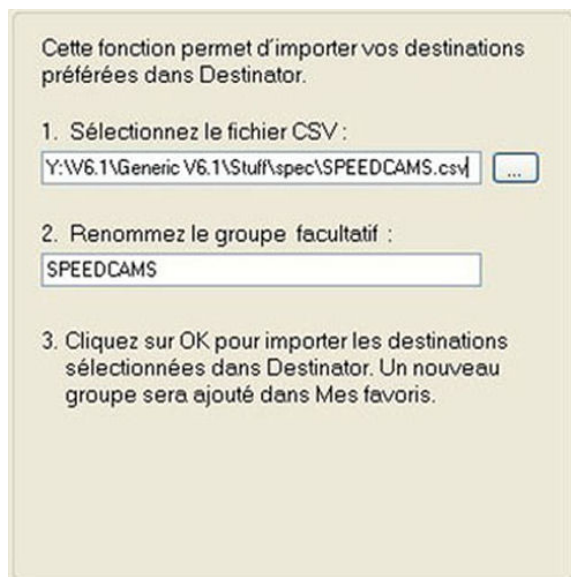 Cette fonction permet d'importer vos destinations
préférées dans Destinator.
1. Sélectionnez le fichier CSV :
Y:\V6.1\Generic V6.1\Stuff\spec\SPEEDCAMS.csv
...
2. Renommez le groupe facultatif :
SPEEDCAMS
3. Cliquez sur OK pour importer les destinations
sélectionnées dans Destinator. Un nouveau
groupe sera ajouté dans Mes favoris.